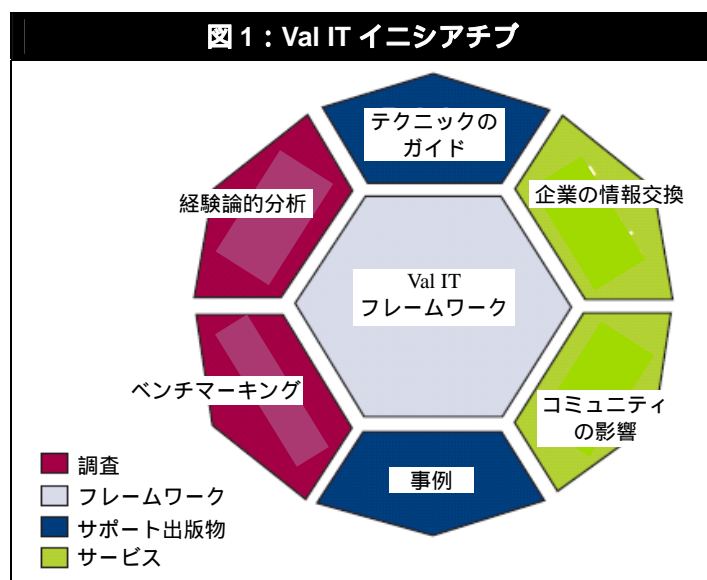 図 1：Val IT イニシアチブ
テクニックの
ガイド
経験論的分析
企業の情報交換
Val IT
フレームワーク
ベンチマーキング
コミュニティ
の影響
事例
調査
フレームワーク
サポート出版物
サービス